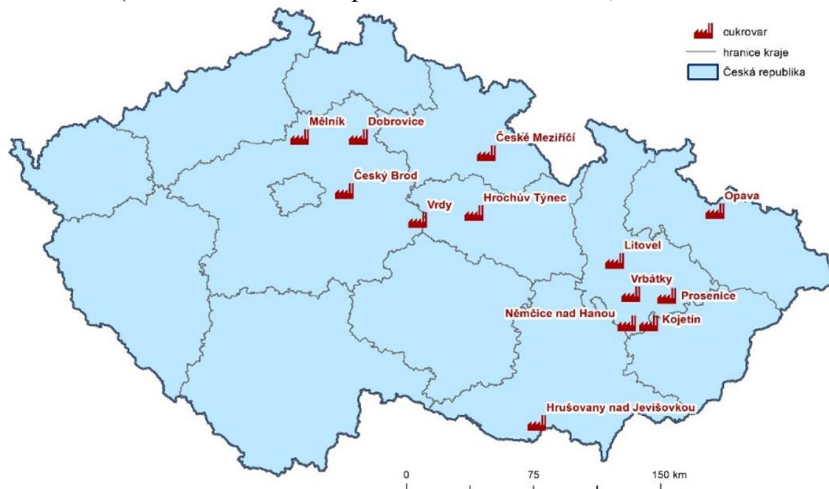 cukrovar
hranice kraje
Česká republika
Mělník
Dobrovice
České Meziříčí
Český Brod
Vrdy
Hrochův Týnec
Opava
Litovel
Vrbátky
Prosenice
Němčice nad Hanou
Kojetín
Hrušovany nad Jevišovkou
0 75 150 km